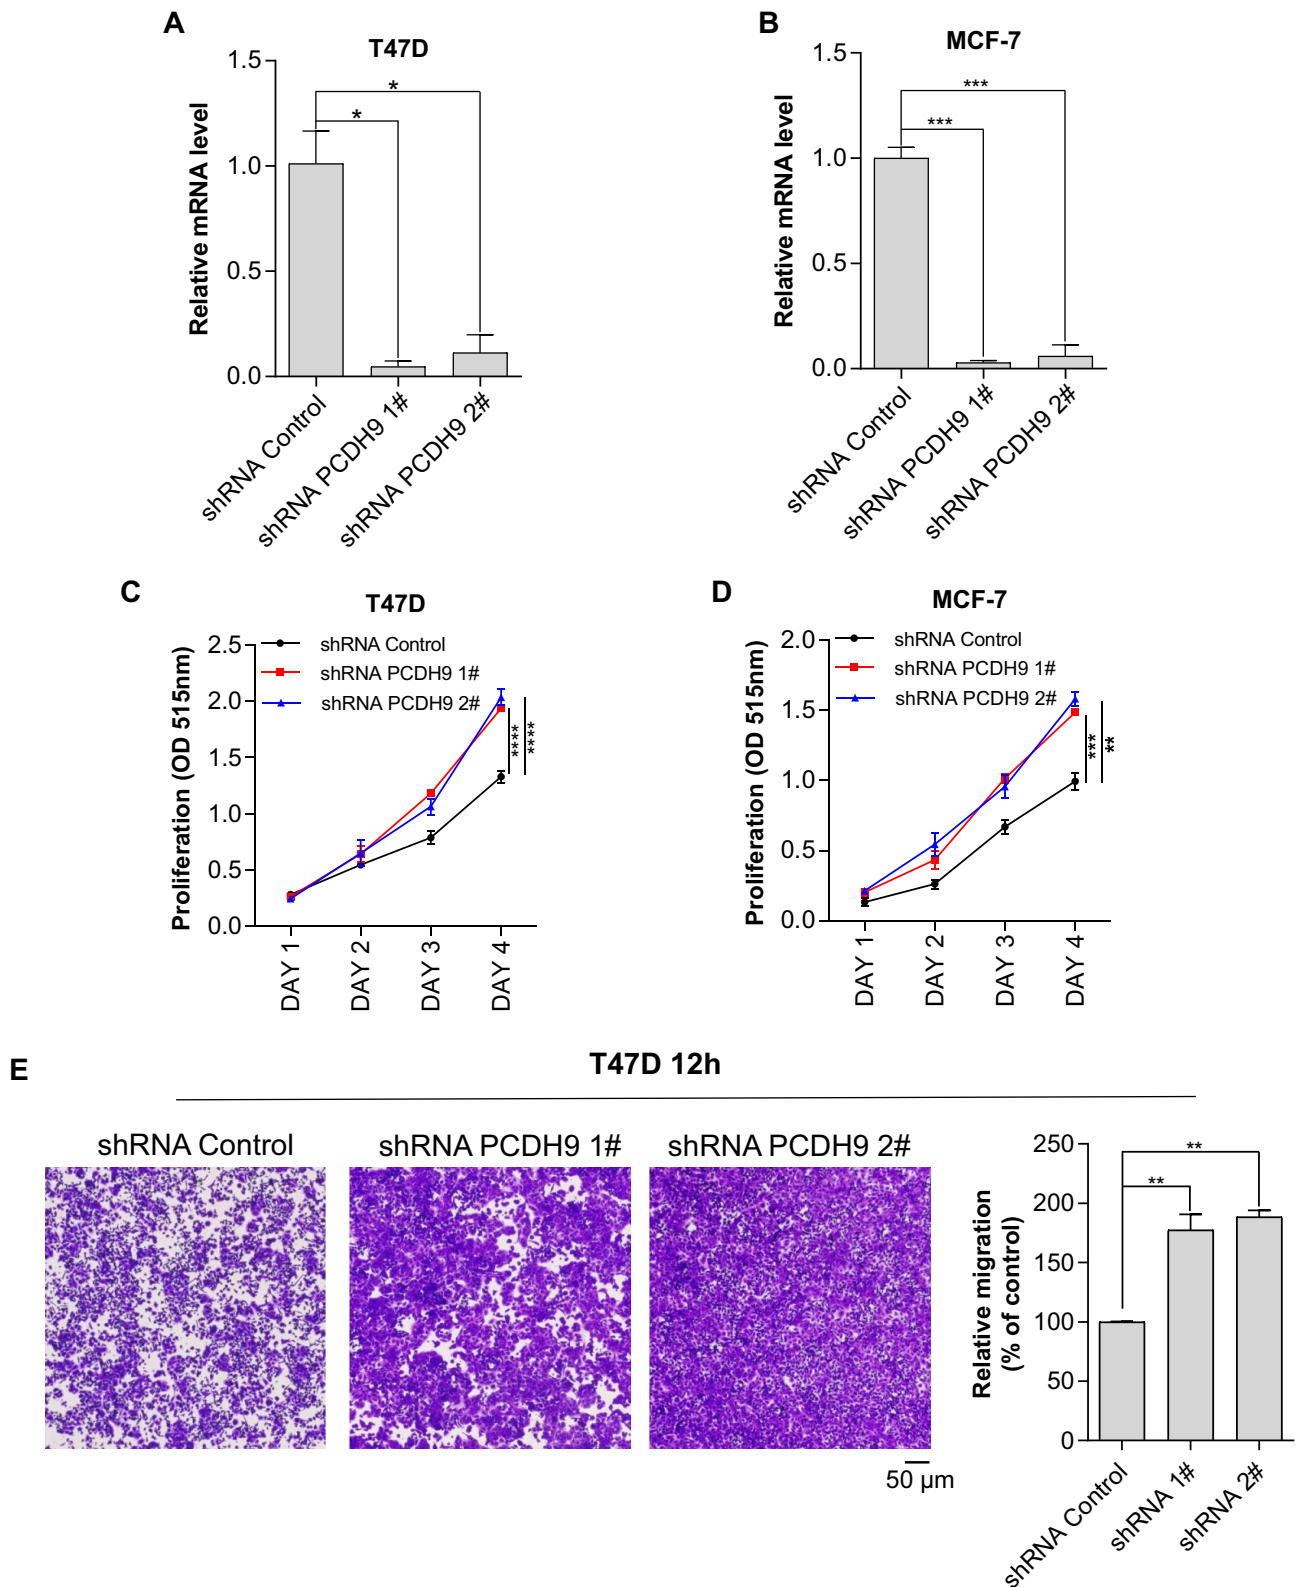 A
T47D
Relative mRNA level
1.5
1.0
0.5
0.0
*
*
shRNA Control
shRNA PCDH9 1#
shRNA PCDH9 2#
B
MCF-7
Relative mRNA level
1.5
1.0
0.5
0.0
***
***
shRNA Control
shRNA PCDH9 1#
shRNA PCDH9 2#
C
T47D
Proliferation (OD 515nm)
2.5
2.0
1.5
1.0
0.5
0.0
shRNA Control
shRNA PCDH9 1#
shRNA PCDH9 2#
****
****
DAY 1
DAY 2
DAY 3
DAY 4
D
MCF-7
Proliferation (OD 515nm)
2.0
1.5
1.0
0.5
0.0
shRNA Control
shRNA PCDH9 1#
shRNA PCDH9 2#
***
**
DAY 1
DAY 2
DAY 3
DAY 4
E
T47D 12h
shRNA Control
shRNA PCDH9 1#
shRNA PCDH9 2#
50 µm
Relative migration
(% of control)
250
200
150
100
50
0
**
**
shRNA Control
shRNA 1#
shRNA 2#